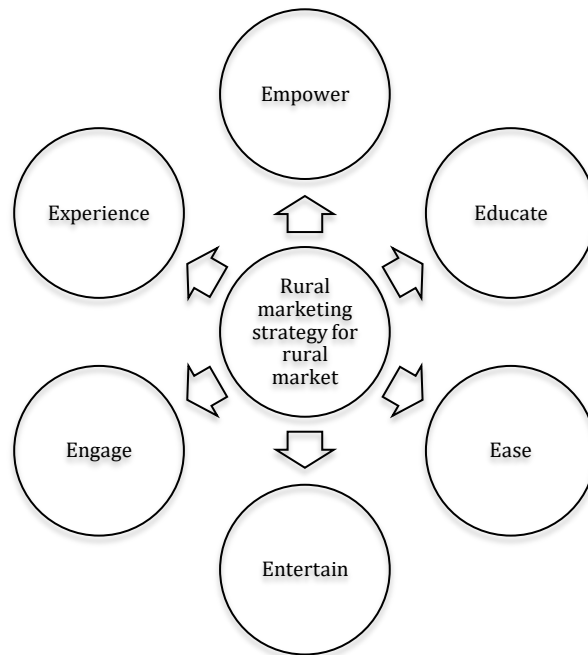 Empower
Experience
Educate
Rural
marketing
strategy for
rural
market
Engage
Ease
Entertain